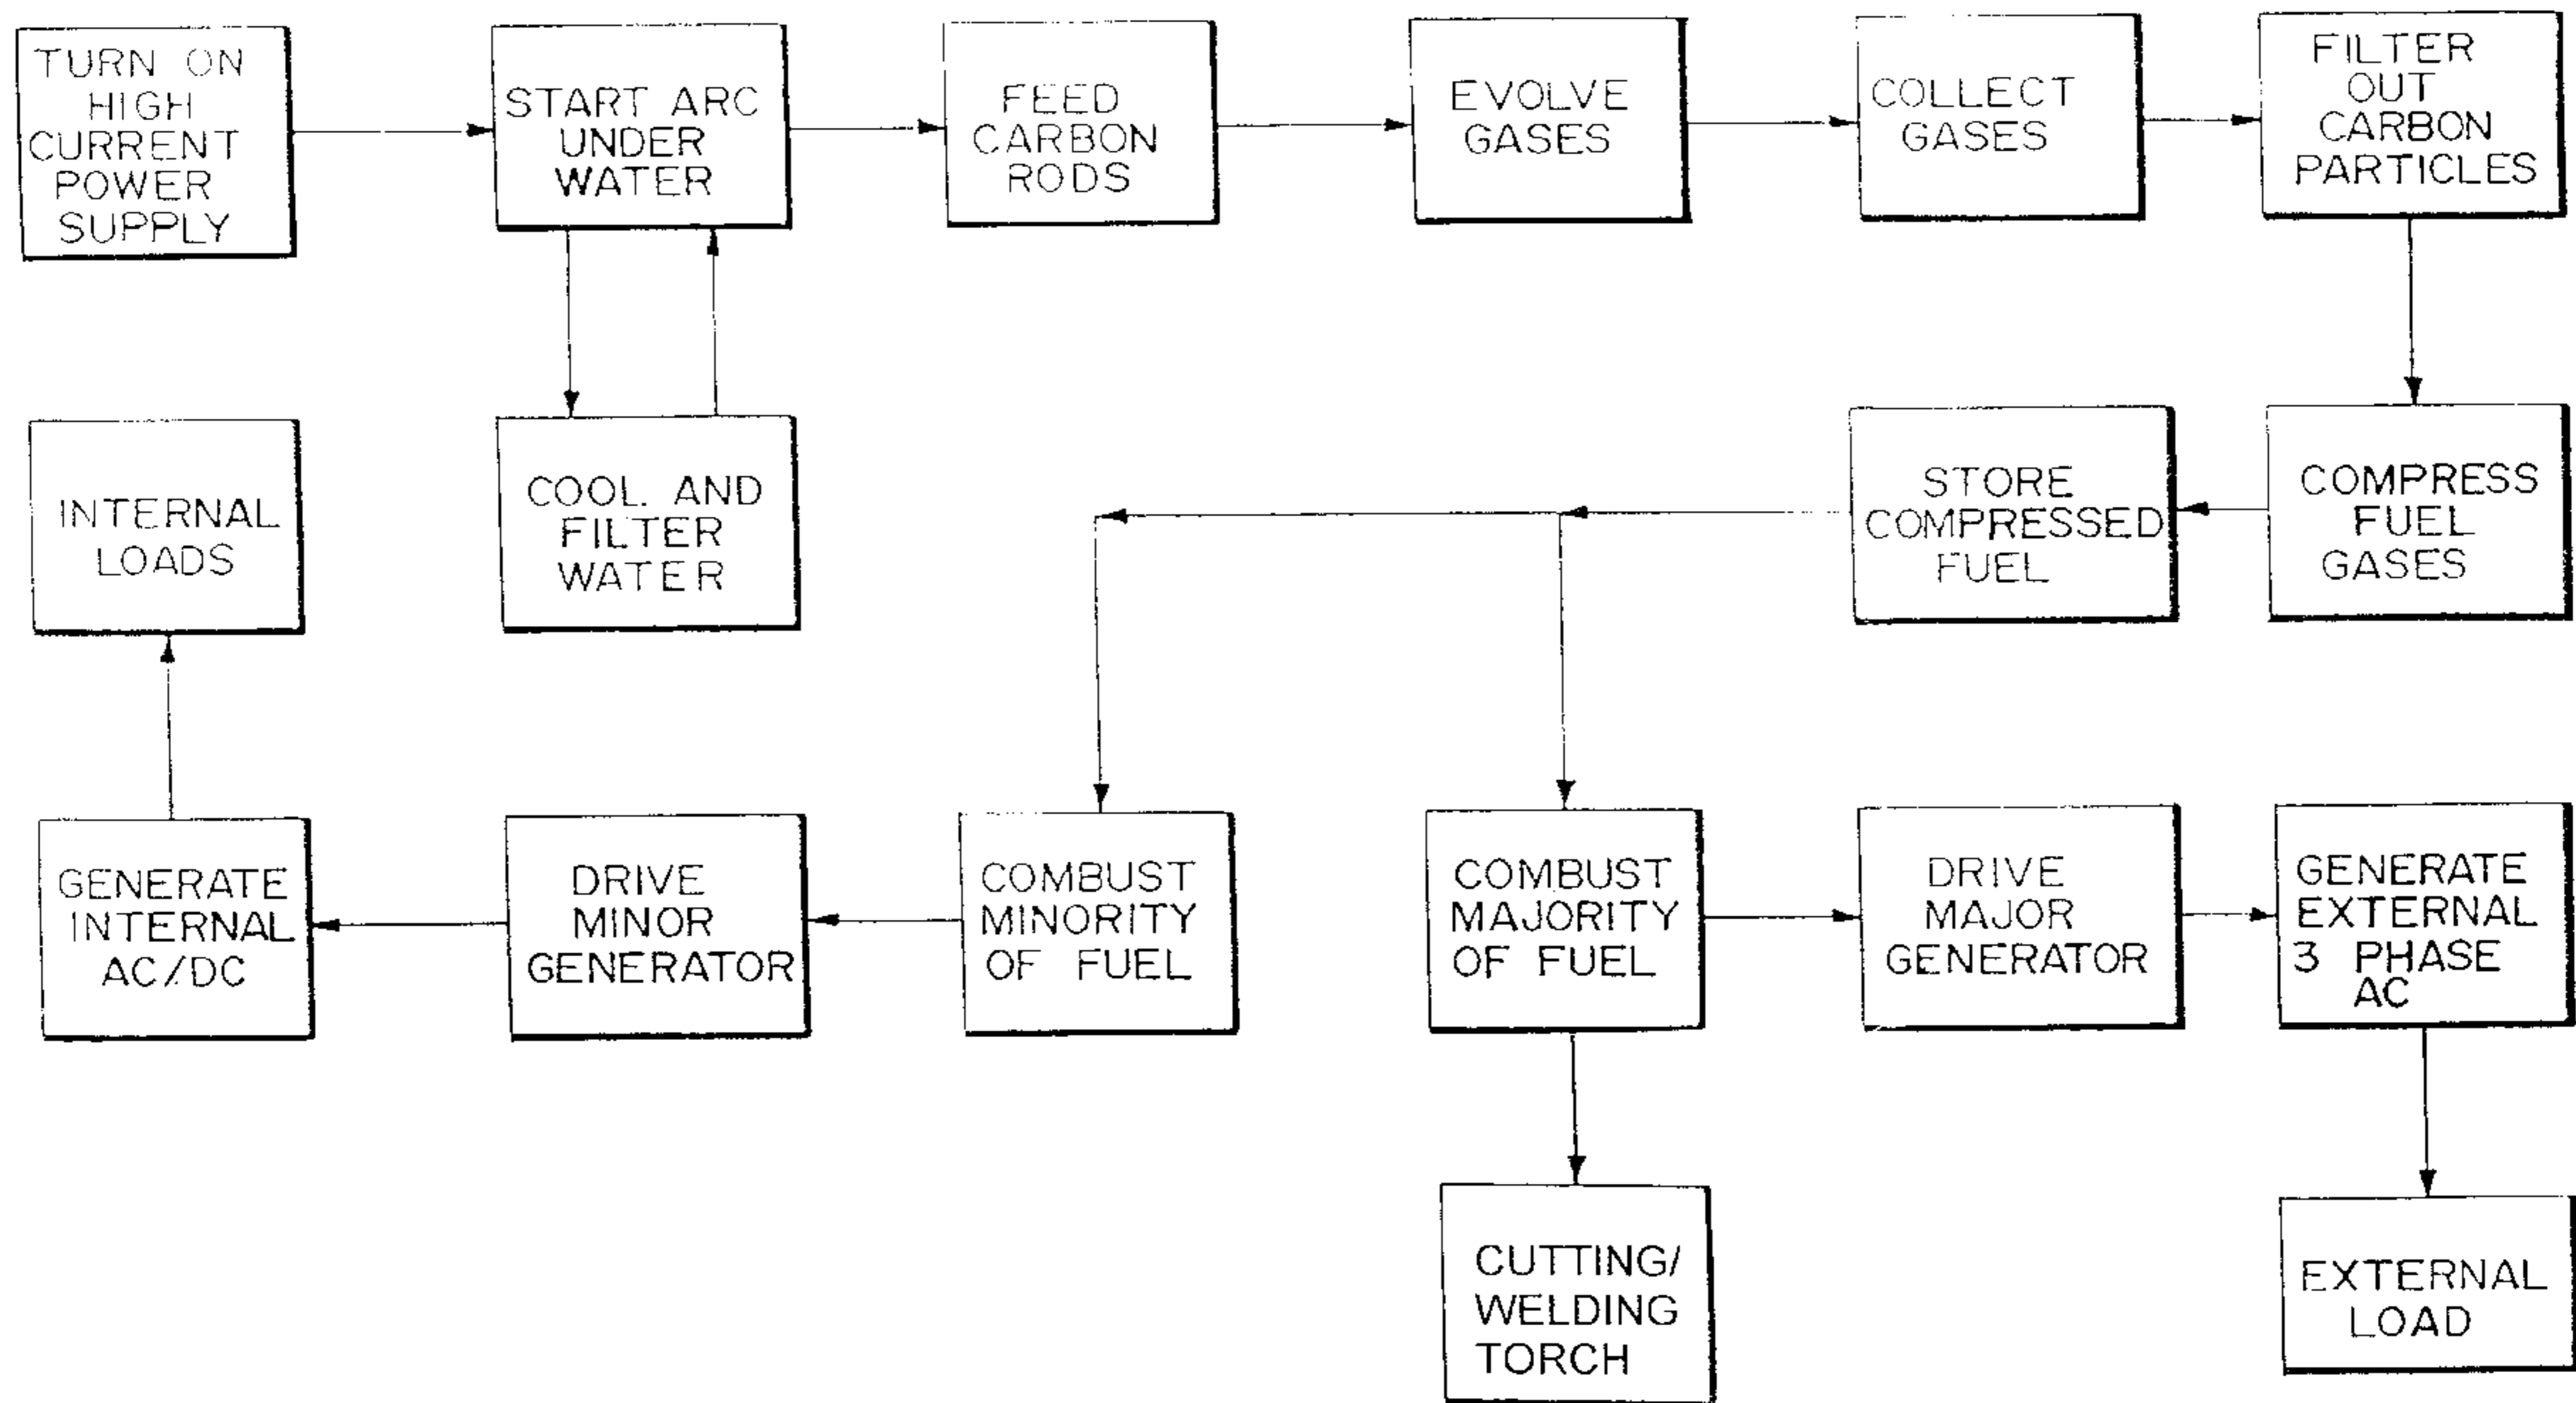 TURN ON
HIGH
CURRENT
POWER
SUPPLY
START ARC
UNDER
WATER
FEED
CARBON
RODS
EVOLVE
GASES
COLLECT
GASES
FILTER
OUT
CARBON
PARTICLES
INTERNAL
LOADS
COOL AND
FILTER
WATER
STORE
COMPRESSED
FUEL
COMPRESS
FUEL
GASES
GENERATE
INTERNAL
AC/DC
DRIVE
MINOR
GENERATOR
COMBUST
MINORITY
OF FUEL
COMBUST
MAJORITY
OF FUEL
DRIVE
MAJOR
GENERATOR
GENERATE
EXTERNAL
3 PHASE
AC
CUTTING/
WELDING
TORCH
EXTERNAL
LOAD